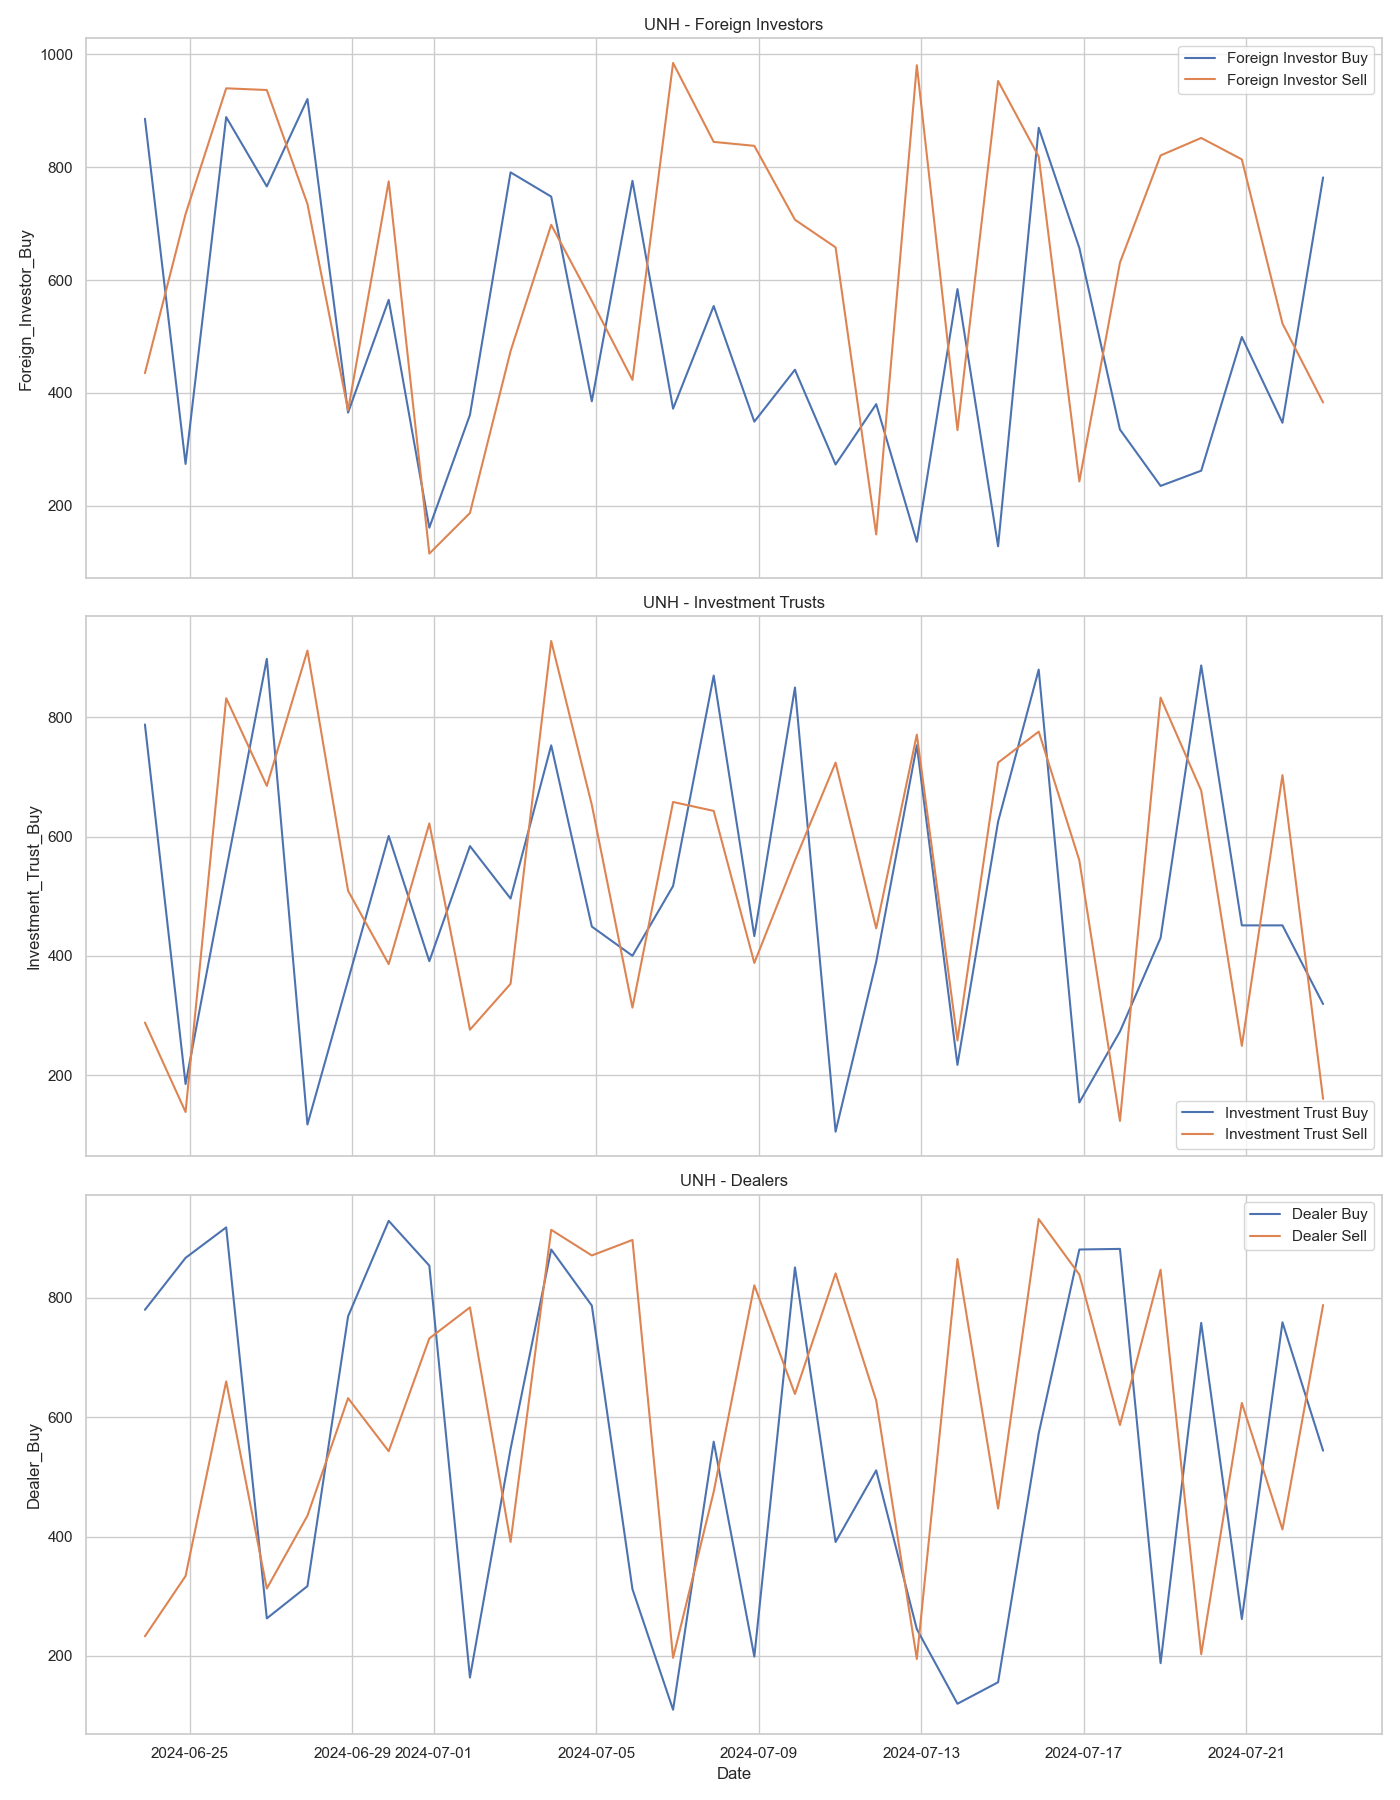 UNH - Foreign Investors
1000
800
600
400
200
Foreign_Investor_Buy
Foreign Investor Buy
Foreign Investor Sell
UNH - Investment Trusts
800
600
400
200
Investment_Trust_Buy
Investment Trust Buy
Investment Trust Sell
UNH - Dealers
800
600
400
200
Dealer_Buy
Dealer Buy
Dealer Sell
2024-06-25 2024-06-29 2024-07-01 2024-07-05 2024-07-09 2024-07-13 2024-07-17 2024-07-21
Date